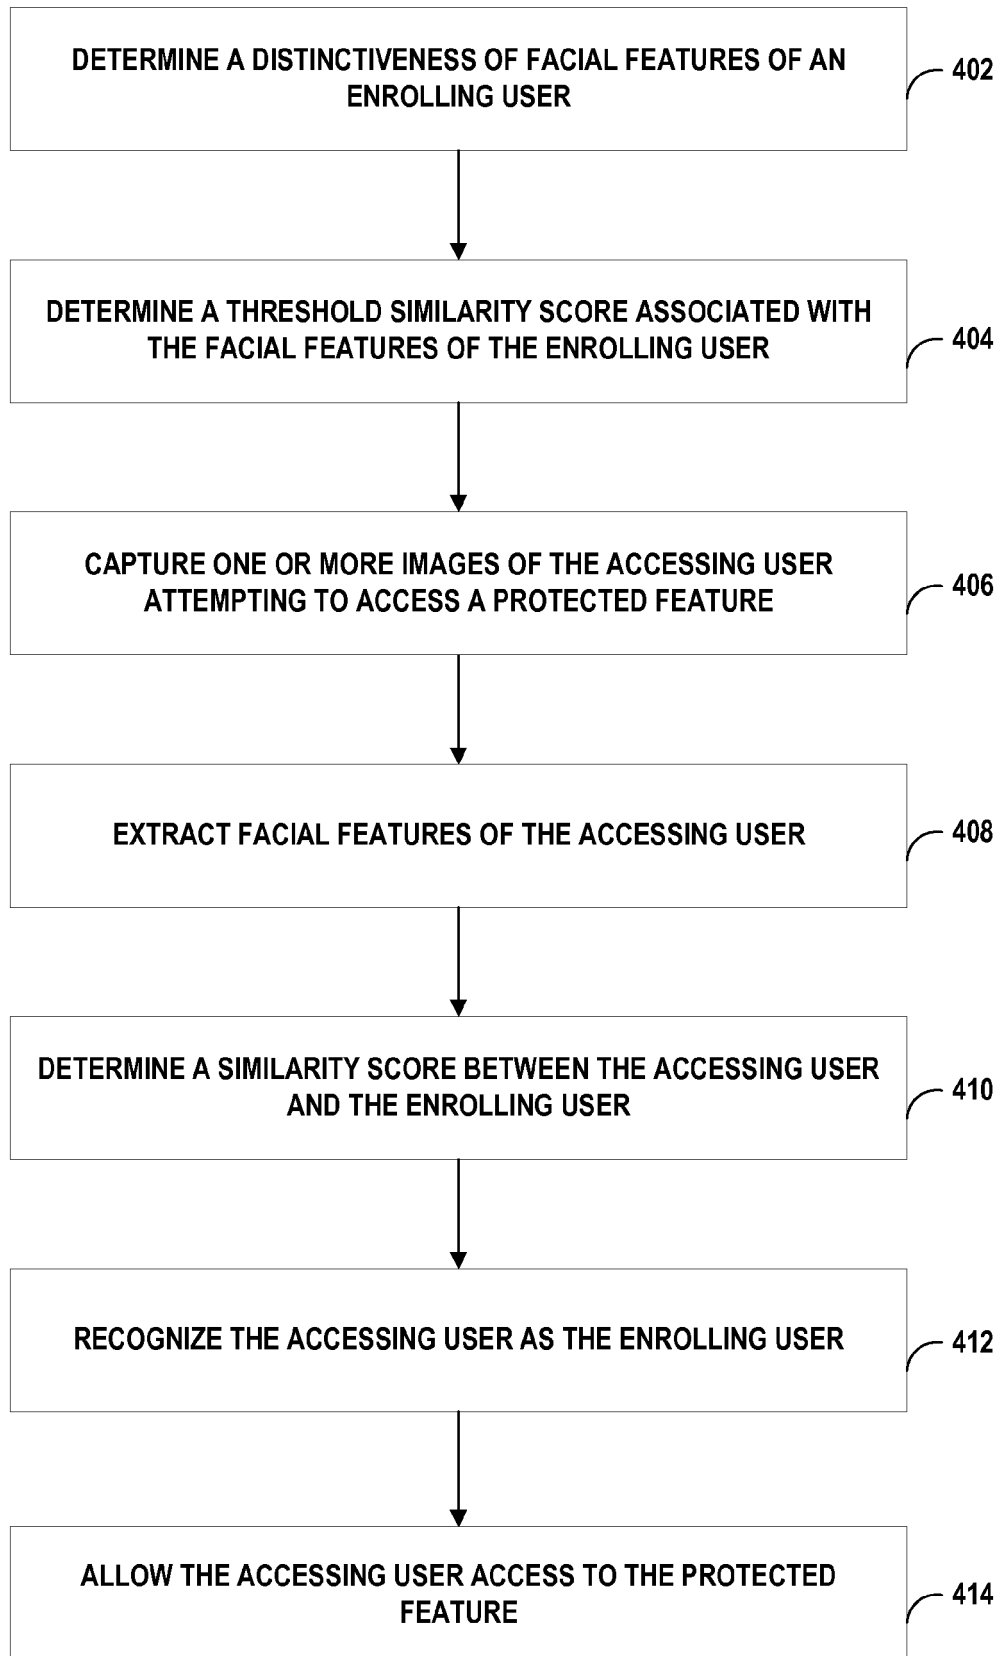 DETERMINE A DISTINCTIVENESS OF FACIAL FEATURES OF AN
ENROLLING USER
402
DETERMINE A THRESHOLD SIMILARITY SCORE ASSOCIATED WITH
THE FACIAL FEATURES OF THE ENROLLING USER
404
CAPTURE ONE OR MORE IMAGES OF THE ACCESSING USER
ATTEMPTING TO ACCESS A PROTECTED FEATURE
406
EXTRACT FACIAL FEATURES OF THE ACCESSING USER
408
DETERMINE A SIMILARITY SCORE BETWEEN THE ACCESSING USER
AND THE ENROLLING USER
410
RECOGNIZE THE ACCESSING USER AS THE ENROLLING USER
412
ALLOW THE ACCESSING USER ACCESS TO THE PROTECTED
FEATURE
414